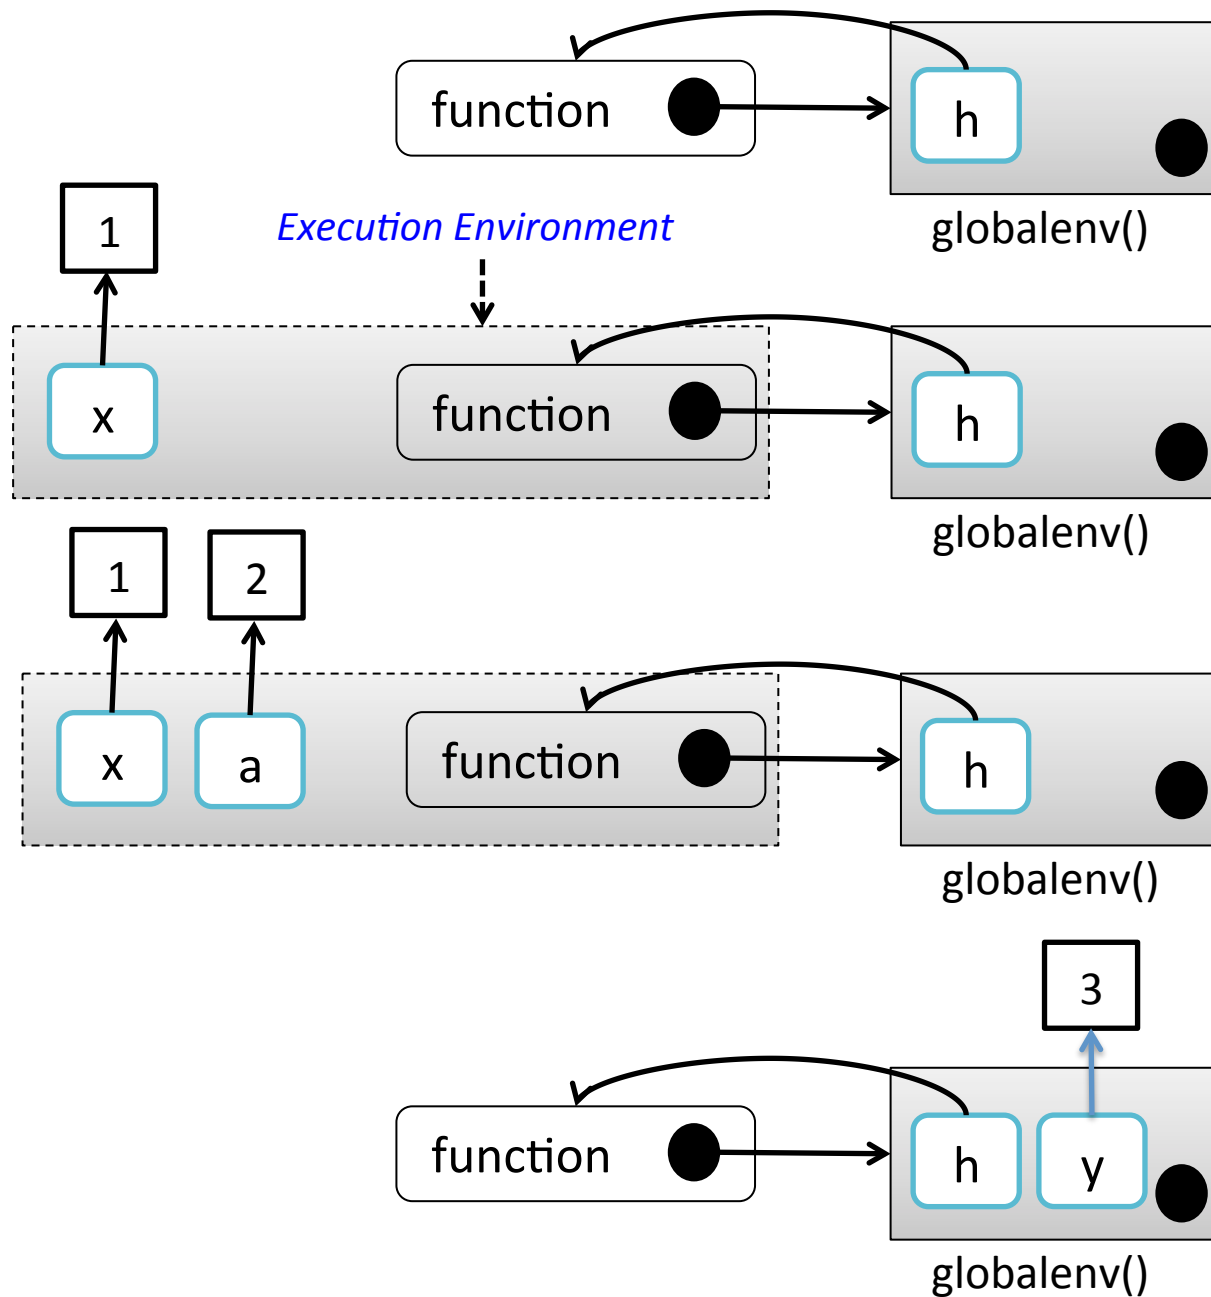 function
h
globalenv()
1
Execution Environment
x
function
h
globalenv()
1
2
x
a
function
h
globalenv()
3
function
h
y
globalenv()